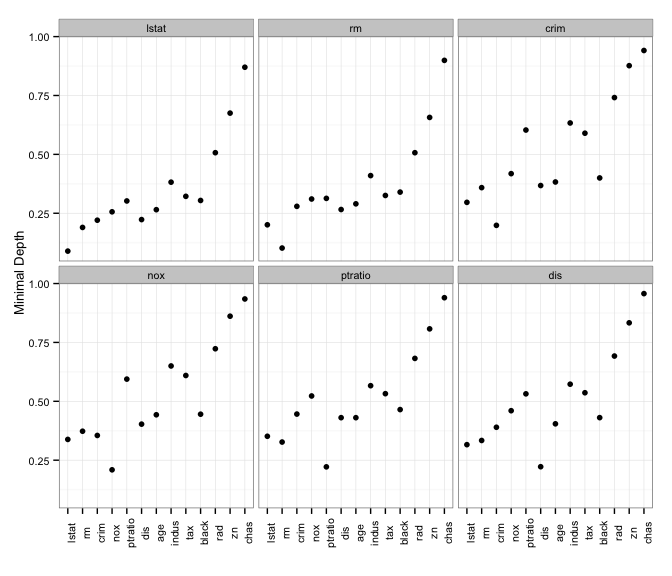 lstat rm crim
1.00
0.75
0.50
0.25
Minimal Depth
nox ptratio dis
1.00
0.75
0.50
0.25
lstat rm crim nox ptratio dis age indus tax black rad zn chas
lstat rm crim nox ptratio dis age indus tax black rad zn chas
lstat rm crim nox ptratio dis age indus tax black rad zn chas